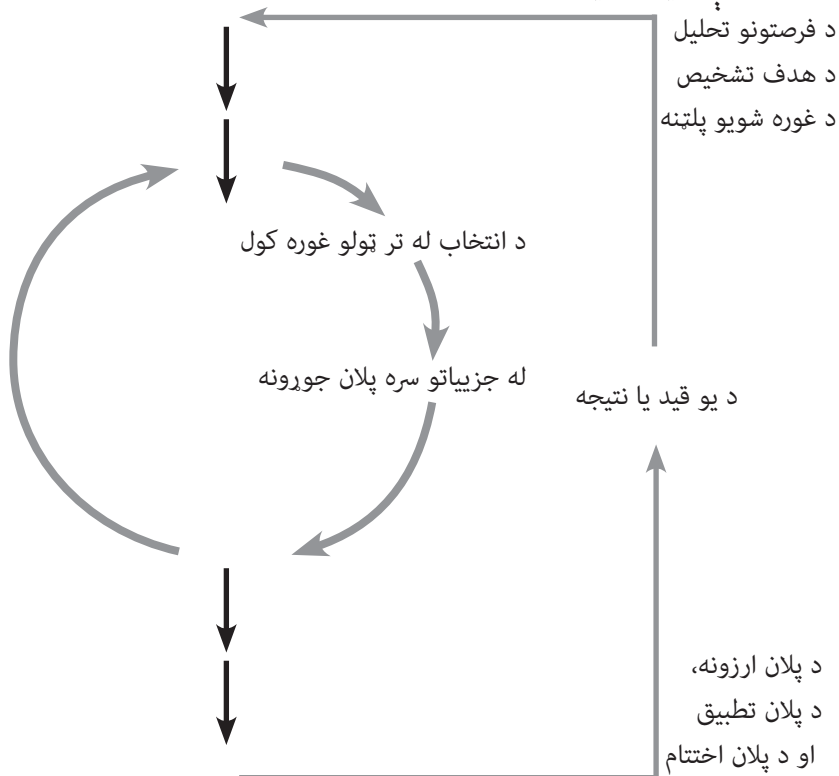 د فرصتونو تحلیل
د هدف تشخیص
د غوره شویو پلټنه
د انتخاب له تر ټولو غوره کول
له جزییاتو سره پلان جوړونه
د یو قید یا نتیجه
د پلان ارزونه،
د پلان تطبیق
او د پلان اختتام